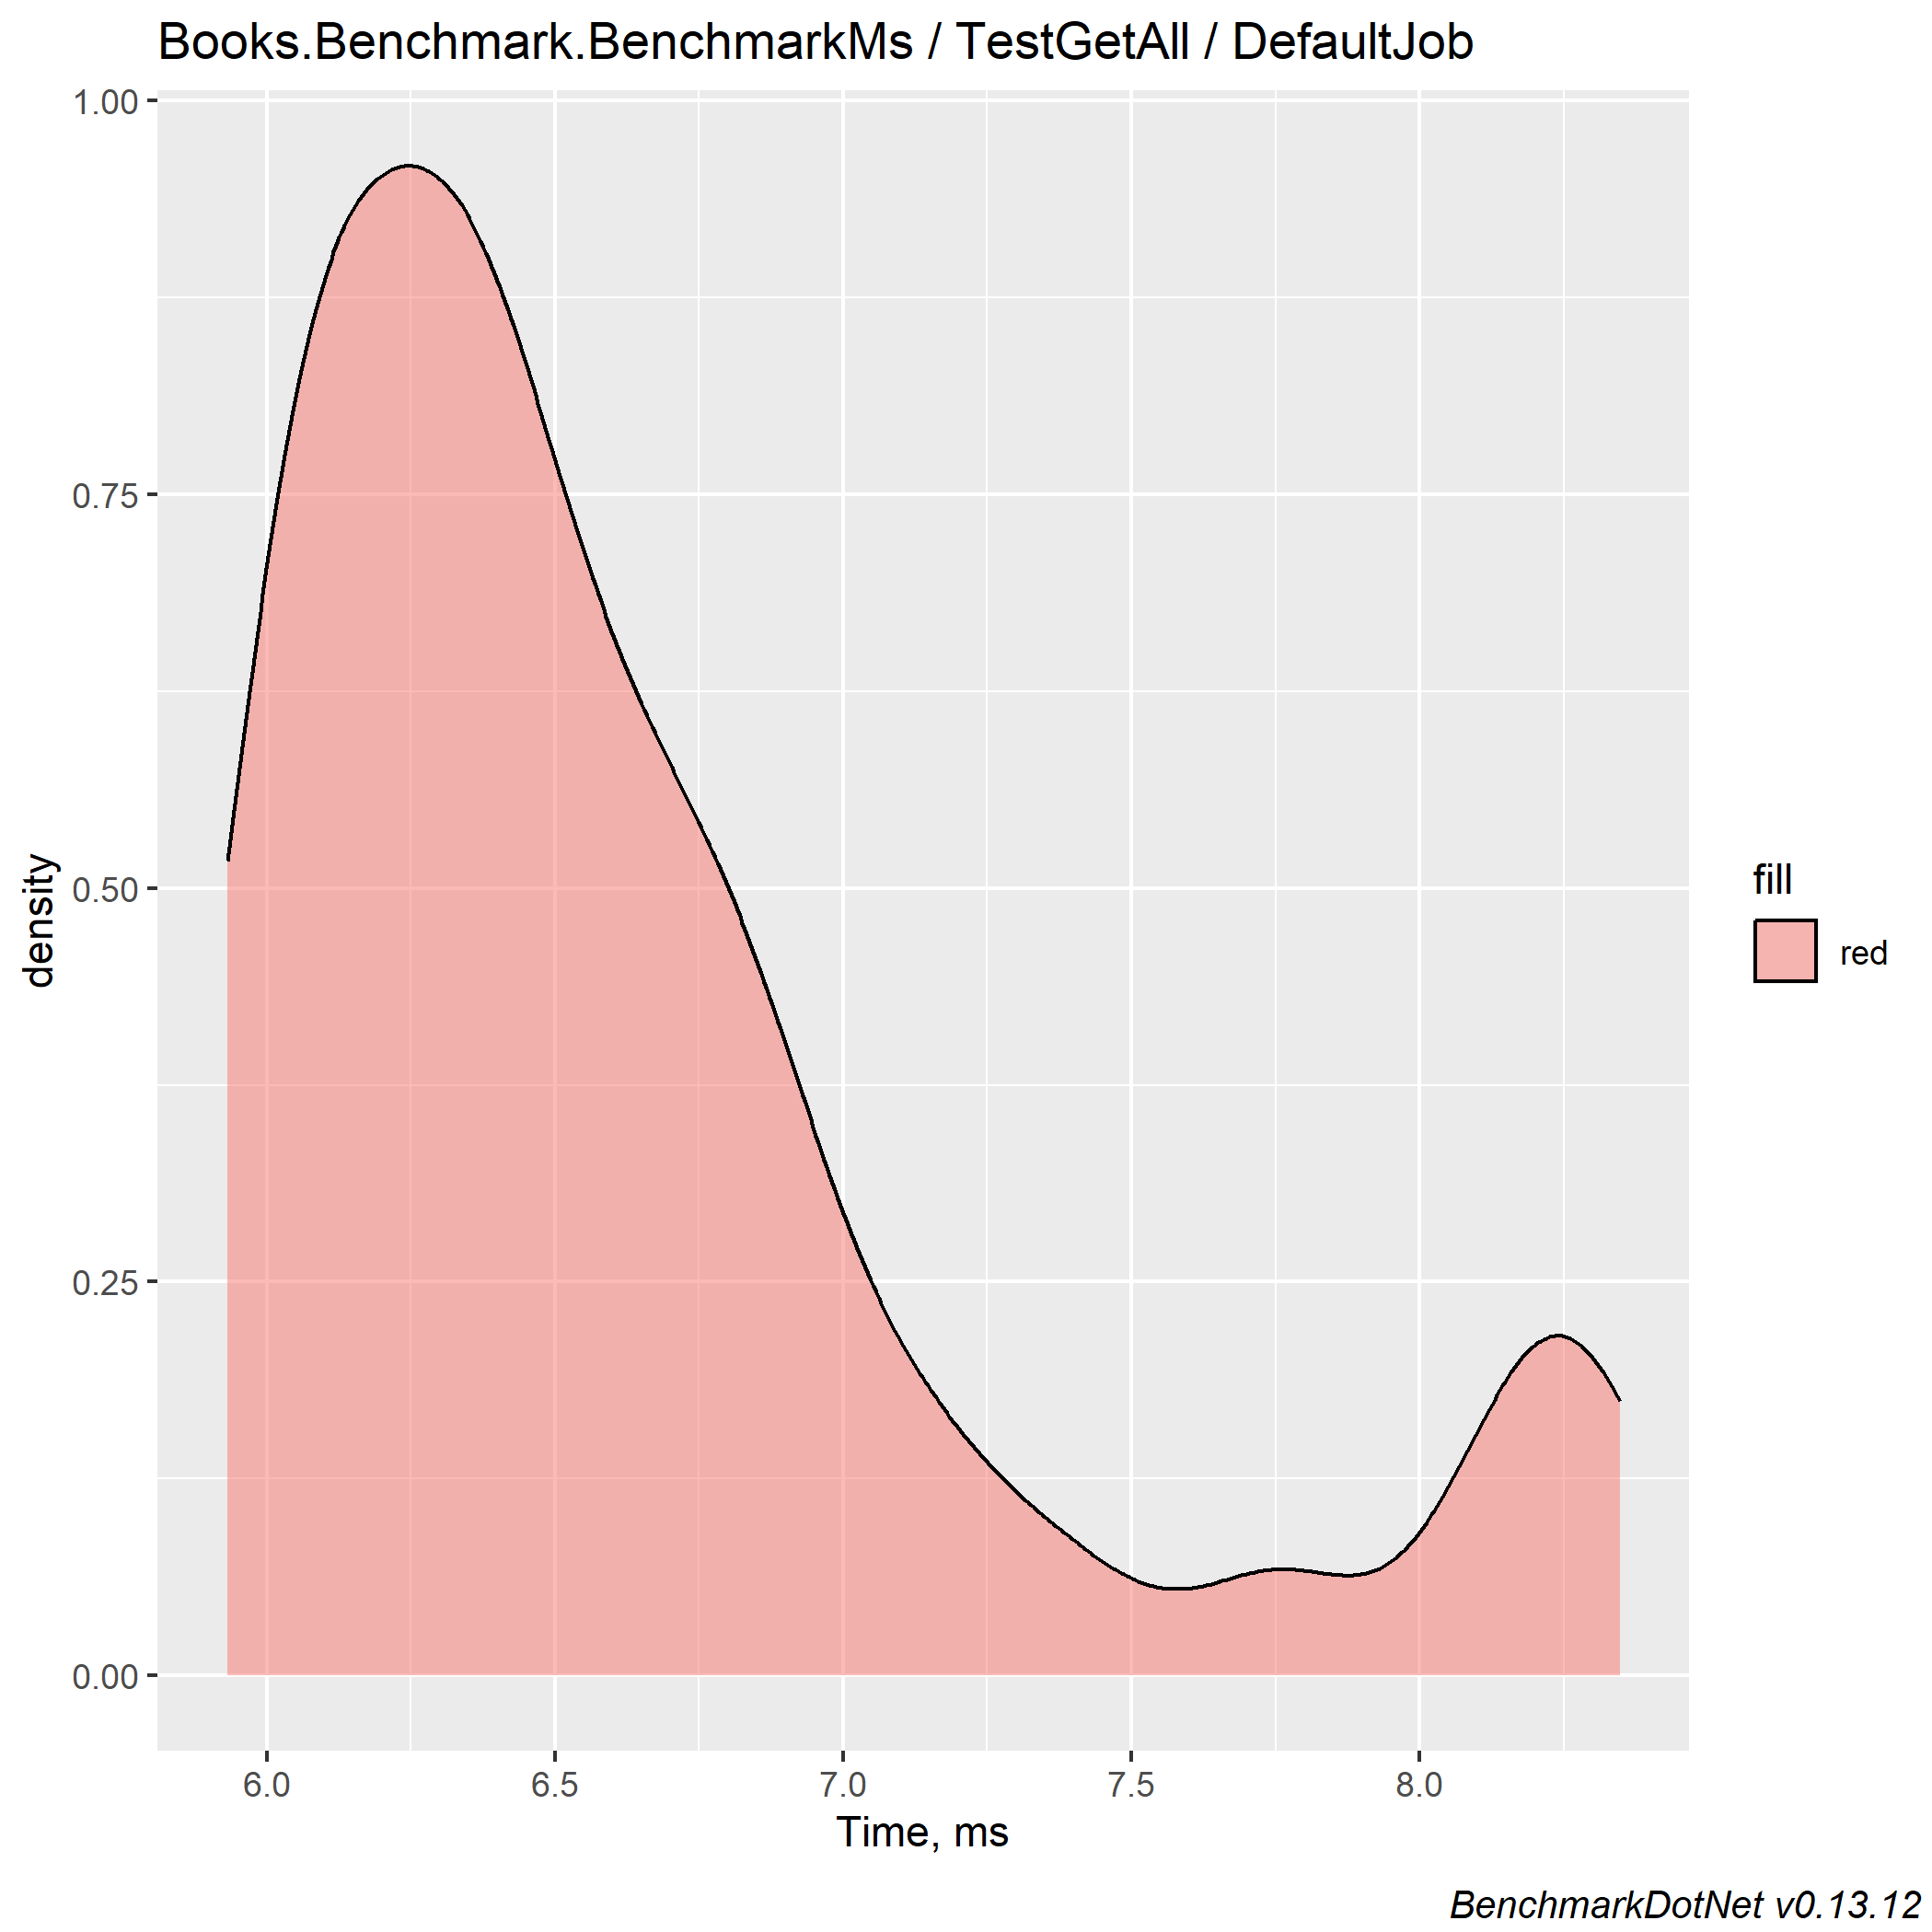 Books.Benchmark.BenchmarkMs / TestGetAll / DefaultJob
1.00
0.75
0.50
0.25
0.00
density
6.0 6.5 7.0 7.5 8.0
Time, ms
fill
red
BenchmarkDotNet v0.13.12